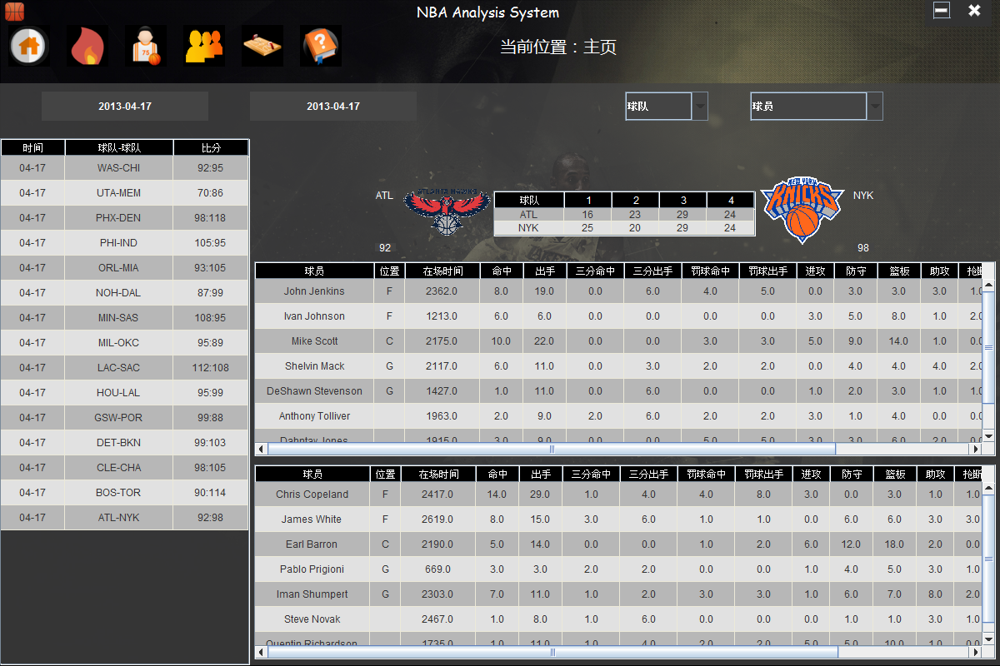 NBA Analysis System
当前位置：主页
75
?
2013-04-17 2013-04-17 球队 球员
时间 球队-球队 比分
04-17 WAS-CHI 92:95
04-17 UTA-MEM 70:86
04-17 PHX-DEN 98:118
04-17 PHI-IND 105:95
04-17 ORL-MIA 93:105
04-17 NOH-DAL 87:99
04-17 MIN-SAS 108:95
04-17 MIL-OKC 95:89
04-17 LAC-SAC 112:108
04-17 HOU-LAL 95:99
04-17 GSW-POR 99:88
04-17 DET-BKN 99:103
04-17 CLE-CHA 98:105
04-17 BOS-TOR 90:114
04-17 ATL-NYK 92:98
ATL
92
ATLANTA HAWKS
球队 1 2 3 4
ATL 16 23 29 24
NYK 25 20 29 24
NEW YORK
KNICKS
NYK
98
球员 位置 在场时间 命中 出手 三分命中 三分出手 罚球命中 罚球出手 进攻 防守 篮板 助攻 抢断
John Jenkins F 2362.0 8.0 19.0 0.0 6.0 4.0 5.0 0.0 3.0 3.0 3.0 1.0
Ivan Johnson F 1213.0 6.0 6.0 0.0 0.0 0.0 0.0 3.0 5.0 8.0 1.0 2.0
Mike Scott C 2175.0 10.0 22.0 0.0 0.0 3.0 3.0 5.0 9.0 14.0 1.0 0.0
Shelvin Mack G 2117.0 6.0 11.0 0.0 3.0 2.0 2.0 0.0 4.0 4.0 4.0 2.0
DeShawn Stevenson G 1427.0 1.0 11.0 0.0 6.0 0.0 0.0 1.0 2.0 3.0 1.0 1.0
Anthony Tolliver 1963.0 2.0 9.0 2.0 6.0 2.0 2.0 3.0 1.0 4.0 0.0 0.0
Dahntay Jones 1915.0 3.0 9.0 0.0 0.0 5.0 5.0 3.0 3.0 6.0 2.0 0.0
球员 位置 在场时间 命中 出手 三分命中 三分出手 罚球命中 罚球出手 进攻 防守 篮板 助攻 抢断
Chris Copeland F 2417.0 14.0 29.0 1.0 4.0 4.0 8.0 3.0 0.0 3.0 1.0 1.0
James White F 2619.0 8.0 15.0 3.0 6.0 1.0 1.0 0.0 6.0 6.0 3.0 3.0
Earl Barron C 2190.0 5.0 14.0 0.0 0.0 1.0 2.0 6.0 12.0 18.0 2.0 0.0
Pablo Prigioni G 669.0 3.0 3.0 2.0 2.0 0.0 0.0 1.0 4.0 5.0 3.0 1.0
Iman Shumpert G 2303.0 7.0 11.0 1.0 2.0 3.0 3.0 1.0 6.0 7.0 8.0 2.0
Steve Novak 2467.0 1.0 8.0 1.0 6.0 0.0 0.0 0.0 1.0 1.0 3.0 1.0
Quentin Richardson 1735.0 1.0 11.0 1.0 4.0 2.0 2.0 5.0 5.0 10.0 1.0 0.0